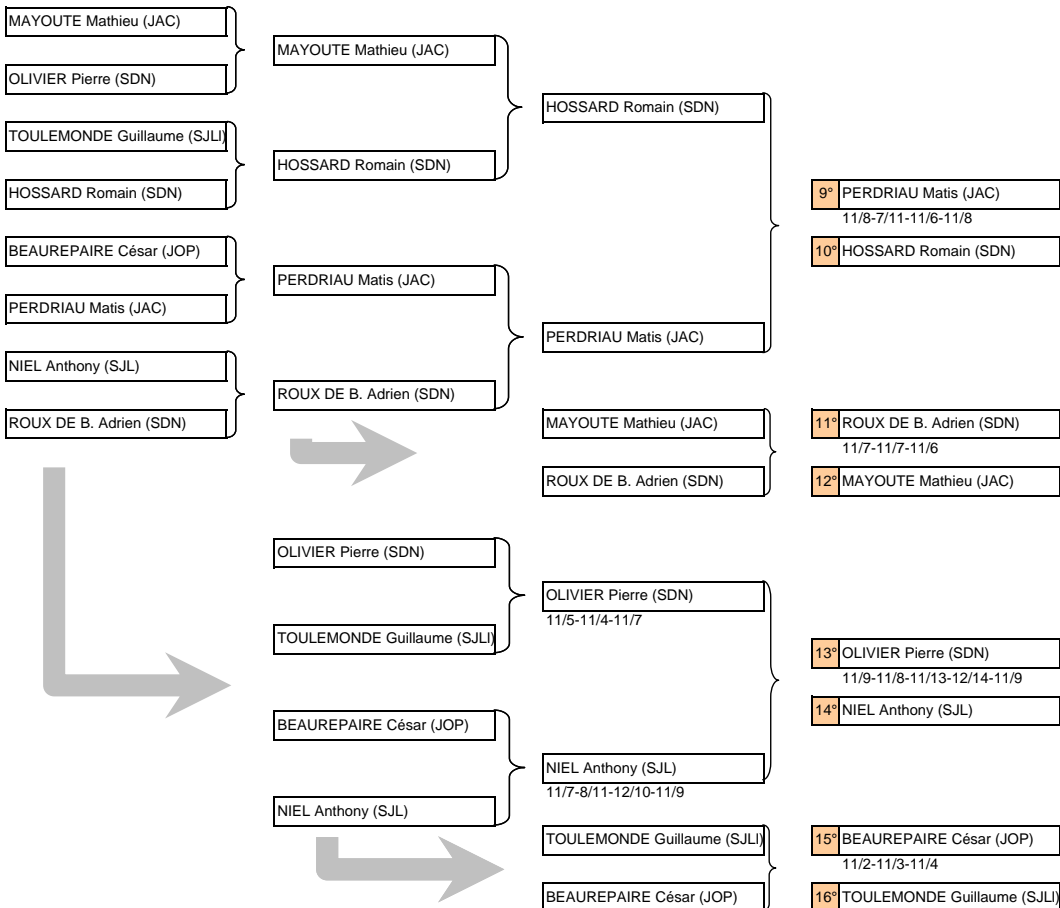 MAYOUTE Mathieu (JAC)
OLIVIER Pierre (SDN)
TOULEMONDE Guillaume (SJLI)
HOSSARD Romain (SDN)
BEAUREPAIRE César (JOP)
PERDRIAU Matis (JAC)
NIEL Anthony (SJL)
ROUX DE B. Adrien (SDN)
MAYOUTE Mathieu (JAC)
HOSSARD Romain (SDN)
PERDRIAU Matis (JAC)
ROUX DE B. Adrien (SDN)
HOSSARD Romain (SDN)
PERDRIAU Matis (JAC)
9° PERDRIAU Matis (JAC)
11/8-7/11-11/6-11/8
10° HOSSARD Romain (SDN)
MAYOUTE Mathieu (JAC)
ROUX DE B. Adrien (SDN)
11° ROUX DE B. Adrien (SDN)
11/7-11/7-11/6
12° MAYOUTE Mathieu (JAC)
OLIVIER Pierre (SDN)
TOULEMONDE Guillaume (SJLI)
BEAUREPAIRE César (JOP)
NIEL Anthony (SJL)
OLIVIER Pierre (SDN)
11/5-11/4-11/7
NIEL Anthony (SJL)
11/7-8/11-12/10-11/9
13° OLIVIER Pierre (SDN)
11/9-11/8-11/13-12/14-11/9
14° NIEL Anthony (SJL)
TOULEMONDE Guillaume (SJLI)
BEAUREPAIRE César (JOP)
15° BEAUREPAIRE César (JOP)
11/2-11/3-11/4
16° TOULEMONDE Guillaume (SJLI)